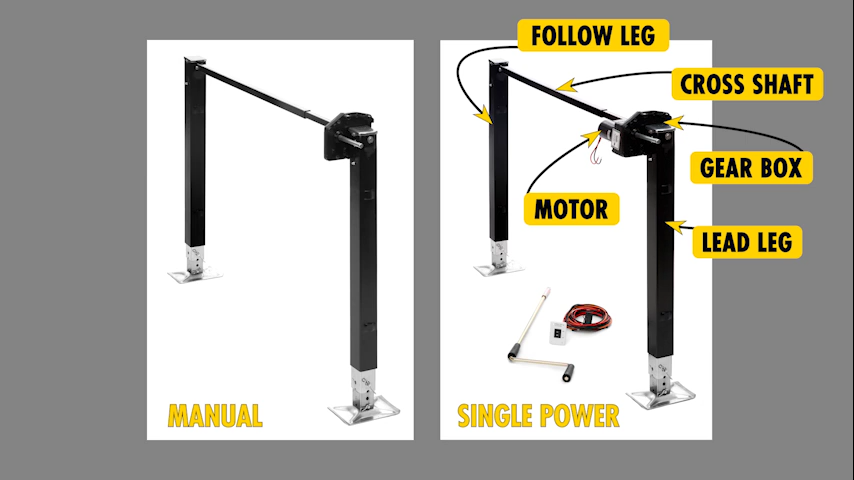 FOLLOW LEG
CROSS SHAFT
GEAR BOX
MOTOR
LEAD LEG
MANUAL
SINGLE POWER